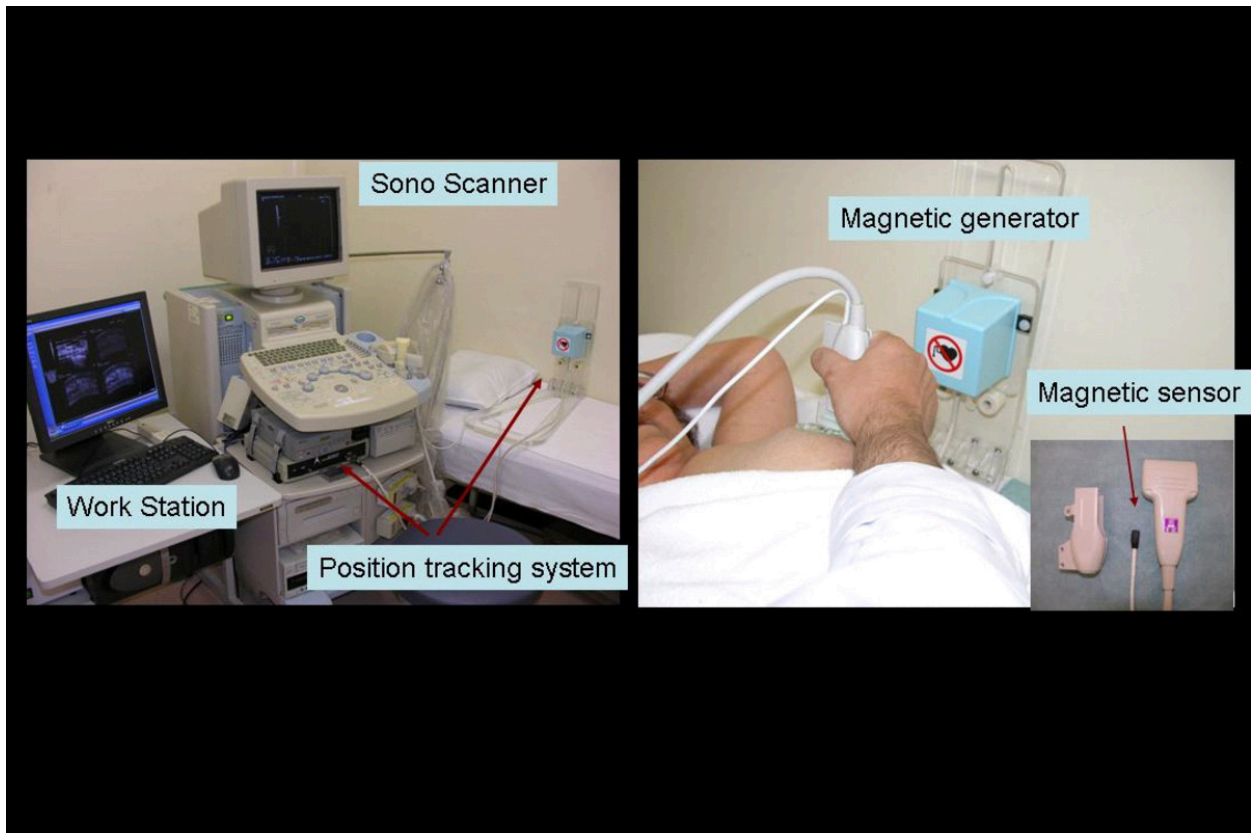 Sono Scanner
Work Station
Position tracking system
Magnetic generator
Magnetic sensor